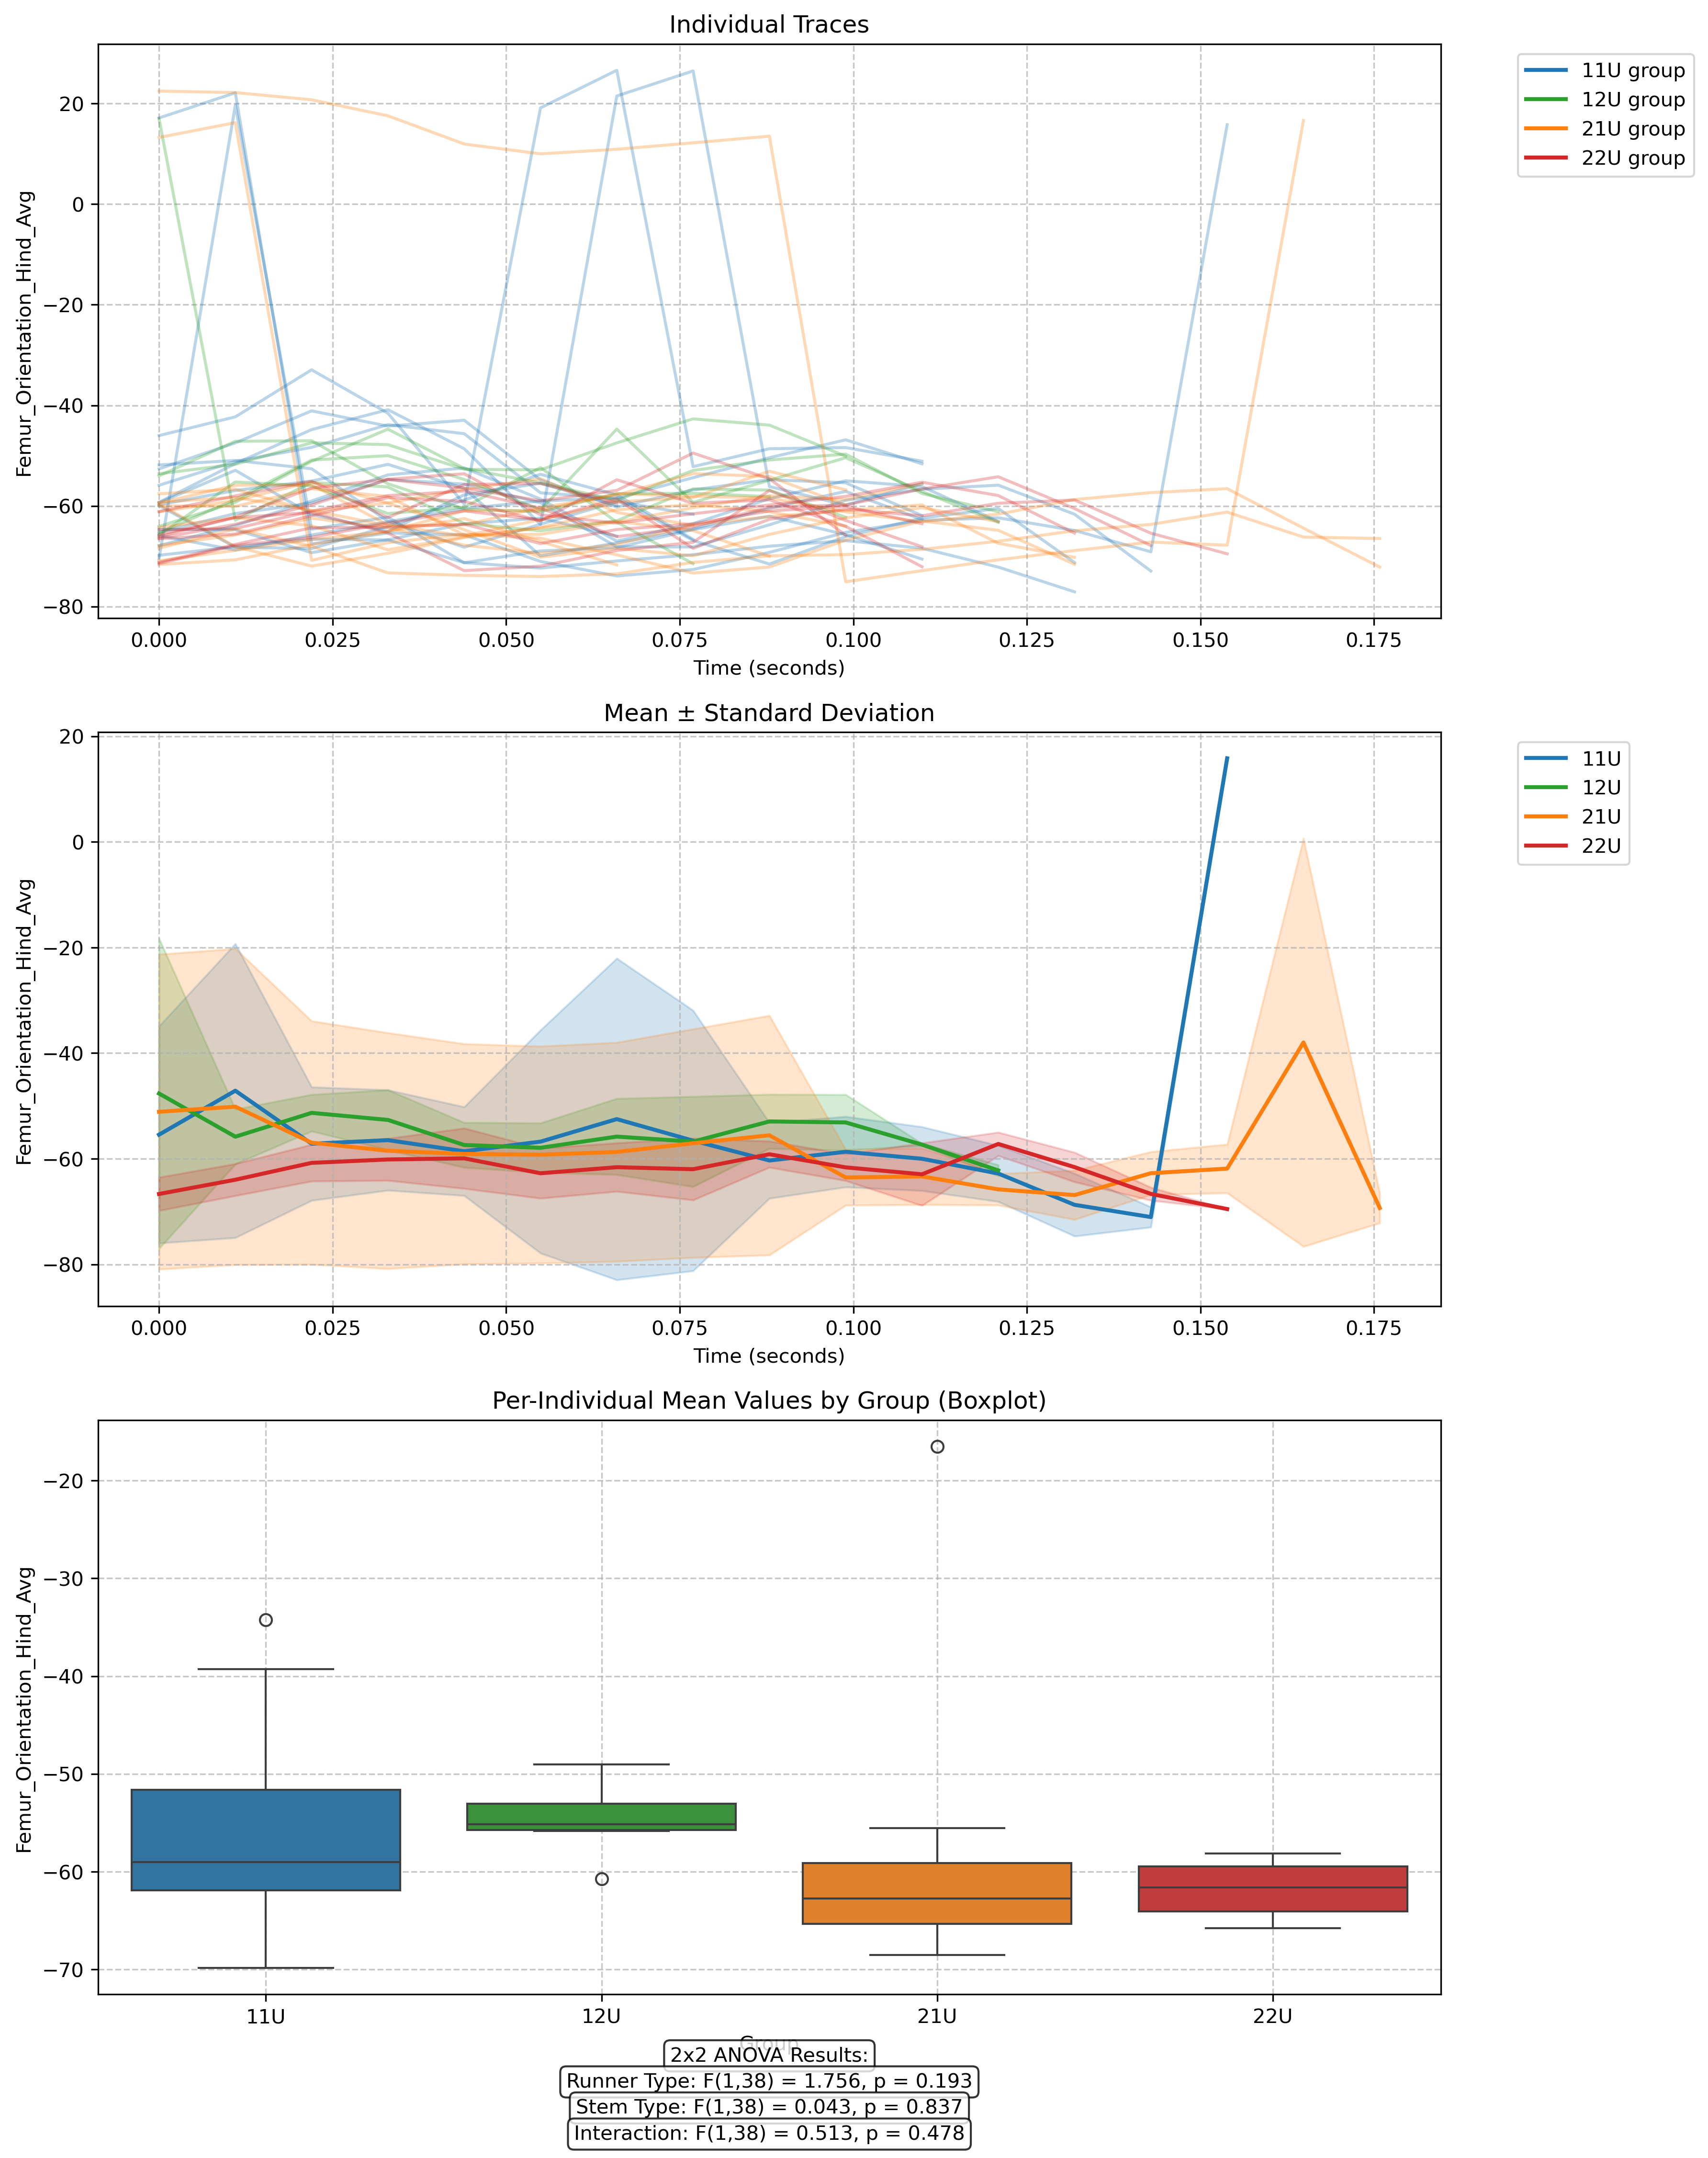 Individual Traces
Femur_Orientation_Hind_Avg
20
0
−20
−40
−60
−80
0.000 0.025 0.050 0.075 0.100 0.125 0.150 0.175
Time (seconds)
11U group
12U group
21U group
22U group
Mean ± Standard Deviation
Femur_Orientation_Hind_Avg
20
0
−20
−40
−60
−80
0.000 0.025 0.050 0.075 0.100 0.125 0.150 0.175
Time (seconds)
11U
12U
21U
22U
Per-Individual Mean Values by Group (Boxplot)
Femur_Orientation_Hind_Avg
−20
−30
−40
−50
−60
−70
11U 12U 21U 22U
Group
2x2 ANOVA Results:
Runner Type: F(1,38) = 1.756, p = 0.193
Stem Type: F(1,38) = 0.043, p = 0.837
Interaction: F(1,38) = 0.513, p = 0.478